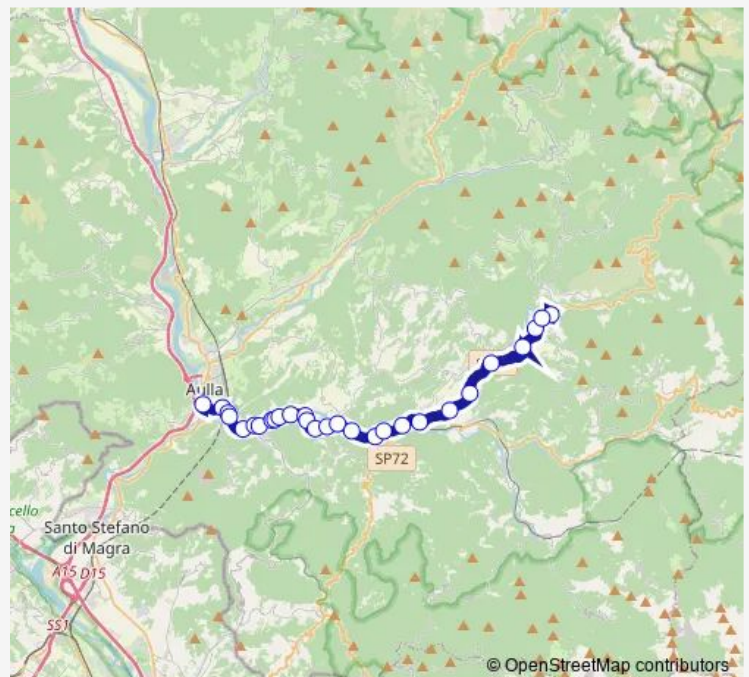 Aulla
SP72
cello
Santo Stefano
di Magra
A15 D15
SS1
© OpenStreetMap contributors